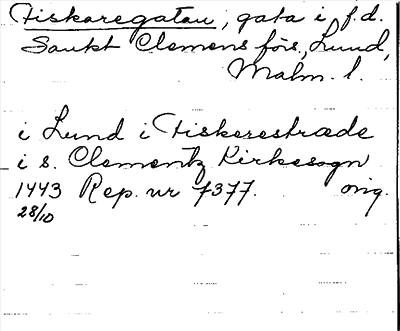 Fiskaregatan, gata i f.d.
Sankt Clemens förs., Lund,
Malm. l.
i Lund i Fiskerestræde
i s. Clementz Kirkesogn
1443 Rep. nr 7377. orig.
28/10